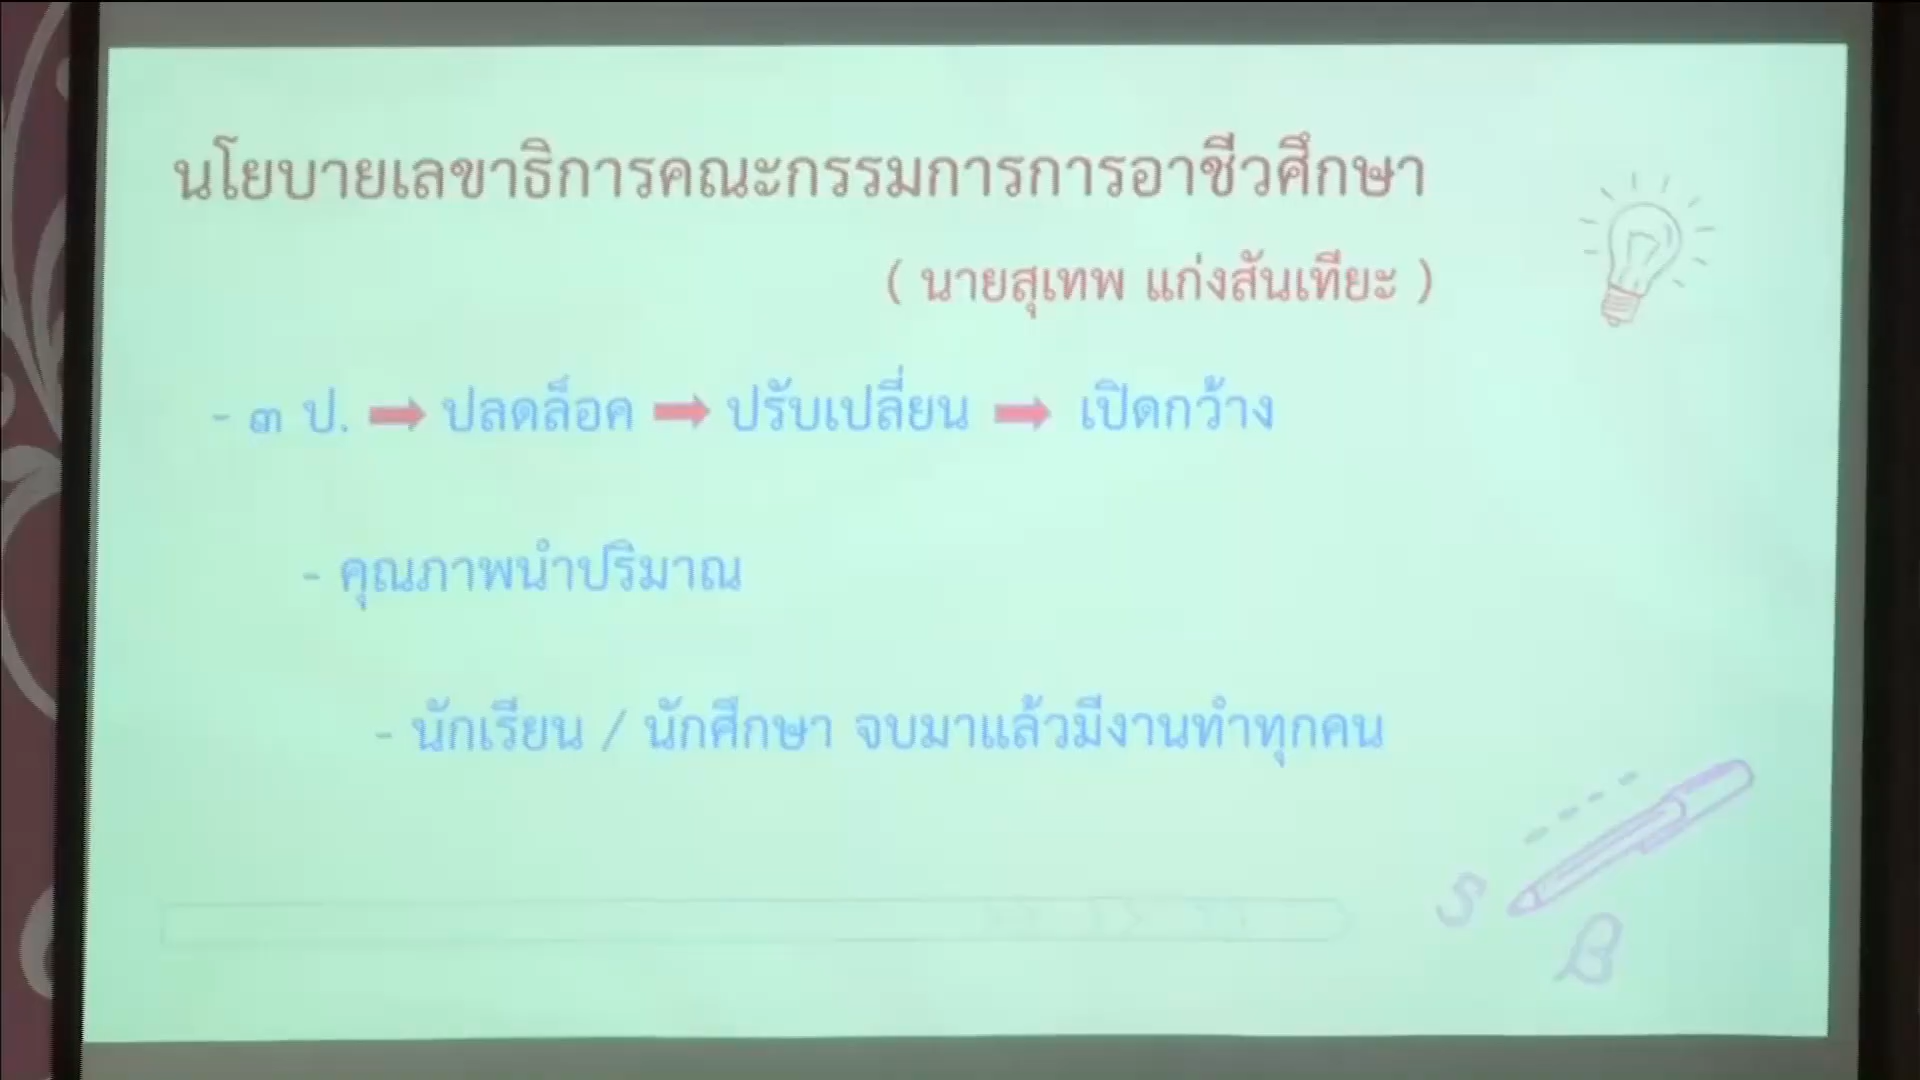 นโยบายเลขาธิการคณะกรรมการการอาชีวศึกษา
( นายสุเทพ แก่งสันเทียะ )
- ๓ ป. ➡ ปลดล็อค ➡ ปรับเปลี่ยน ➡ เปิดกว้าง
- คุณภาพนำปริมาณ
- นักเรียน / นักศึกษา จบมาแล้วมีงานทำทุกคน
S
B